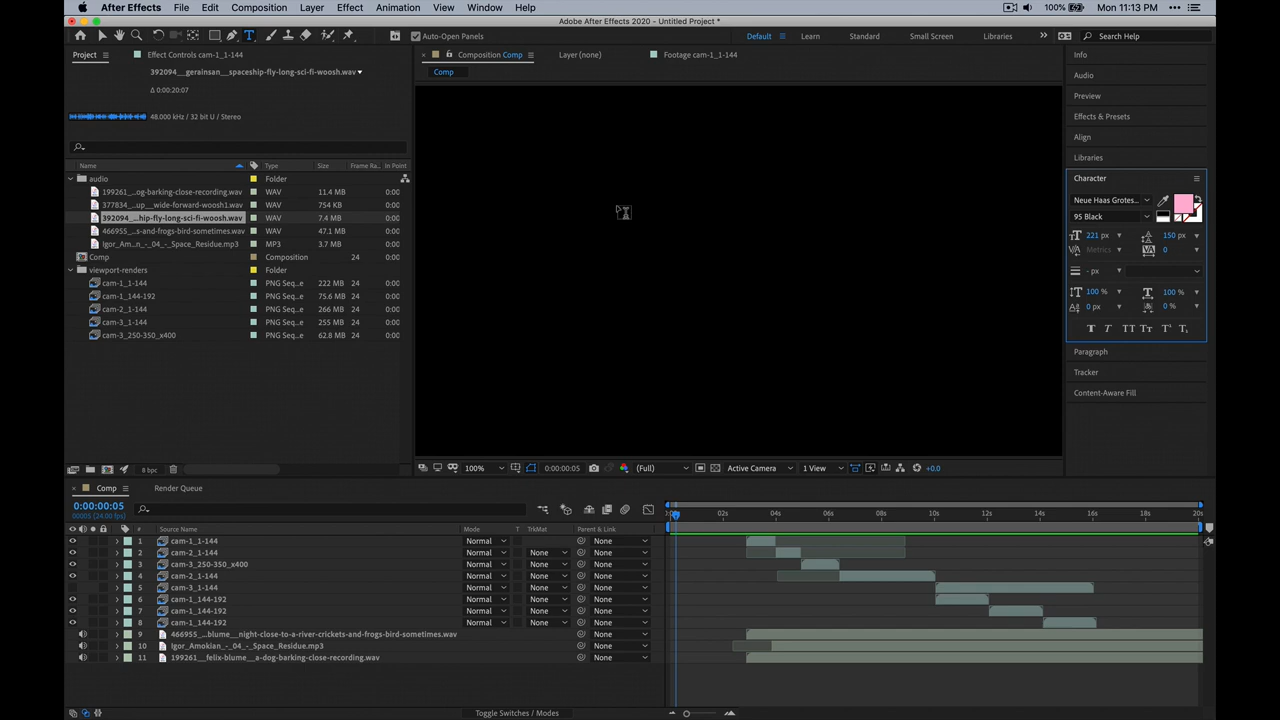 After Effects File Edit Composition Layer Effect Animation View Window Help 100% Mon 11:13 PM
Adobe After Effects 2020 - Untitled Project *
T Auto-Open Panels Default Learn Standard Small Screen Libraries Search Help
Project Effect Controls cam-1_1-144 Composition Comp Layer (none) Footage cam-1_1-144 Info
392094__gerainsan__spaceship-fly-long-sci-fi-woosh.wav Comp Audio
Δ 0:00:20:07 Preview
48.000 kHz / 32 bit U / Stereo Effects & Presets
Align
Libraries
Name Type Size Frame Ra... In Point
audio Folder Character
199261_...og-barking-close-recording.wav WAV 11.4 MB 0:00
377834_...up__wide-forward-woosh1.wav WAV 754 KB 0:00 Neue Haas Grotes...
392094_...hip-fly-long-sci-fi-woosh.wav WAV 7.4 MB 0:00 95 Black
466955_...s-and-frogs-bird-sometimes.wav WAV 47.1 MB 0:00 221 px 150 px
Igor_Am...n_-_04_-_Space_Residue.mp3 MP3 3.7 MB 0:00 Metrics 0
Comp Composition 24 0:00
viewport-renders Folder - px
cam-1_1-144 PNG Seq...e 222 MB 24 0:00
cam-1_144-192 PNG Seq...e 75.6 MB 24 0:00 100 % 100 %
cam-2_1-144 PNG Seq...e 266 MB 24 0:00 0 px 0 %
cam-3_1-144 PNG Seq...e 255 MB 24 0:00 T T TT Tт T¹ T₁
cam-3_250-350_x400 PNG Seq...e 62.8 MB 24 0:00
Paragraph
Tracker
Content-Aware Fill
8 bpc 100% 0:00:00:05 (Full) Active Camera 1 View +0.0
Comp Render Queue
0:00:00:05
00005 (24.00 fps) 02s 04s 06s 08s 10s 12s 14s 16s 18s 20s
# Source Name Mode T TrkMat Parent & Link
1 cam-1_1-144 Normal None
2 cam-2_1-144 Normal None None
3 cam-3_250-350_x400 Normal None None
4 cam-2_1-144 Normal None None
5 cam-3_1-144 Normal None None
6 cam-1_144-192 Normal None None
7 cam-1_144-192 Normal None None
8 cam-1_144-192 Normal None None
9 466955_...blume__night-close-to-a-river-crickets-and-frogs-bird-sometimes.wav None
10 Igor_Amokian_-_04_-_Space_Residue.mp3 None
11 199261__felix-blume__a-dog-barking-close-recording.wav None
Toggle Switches / Modes